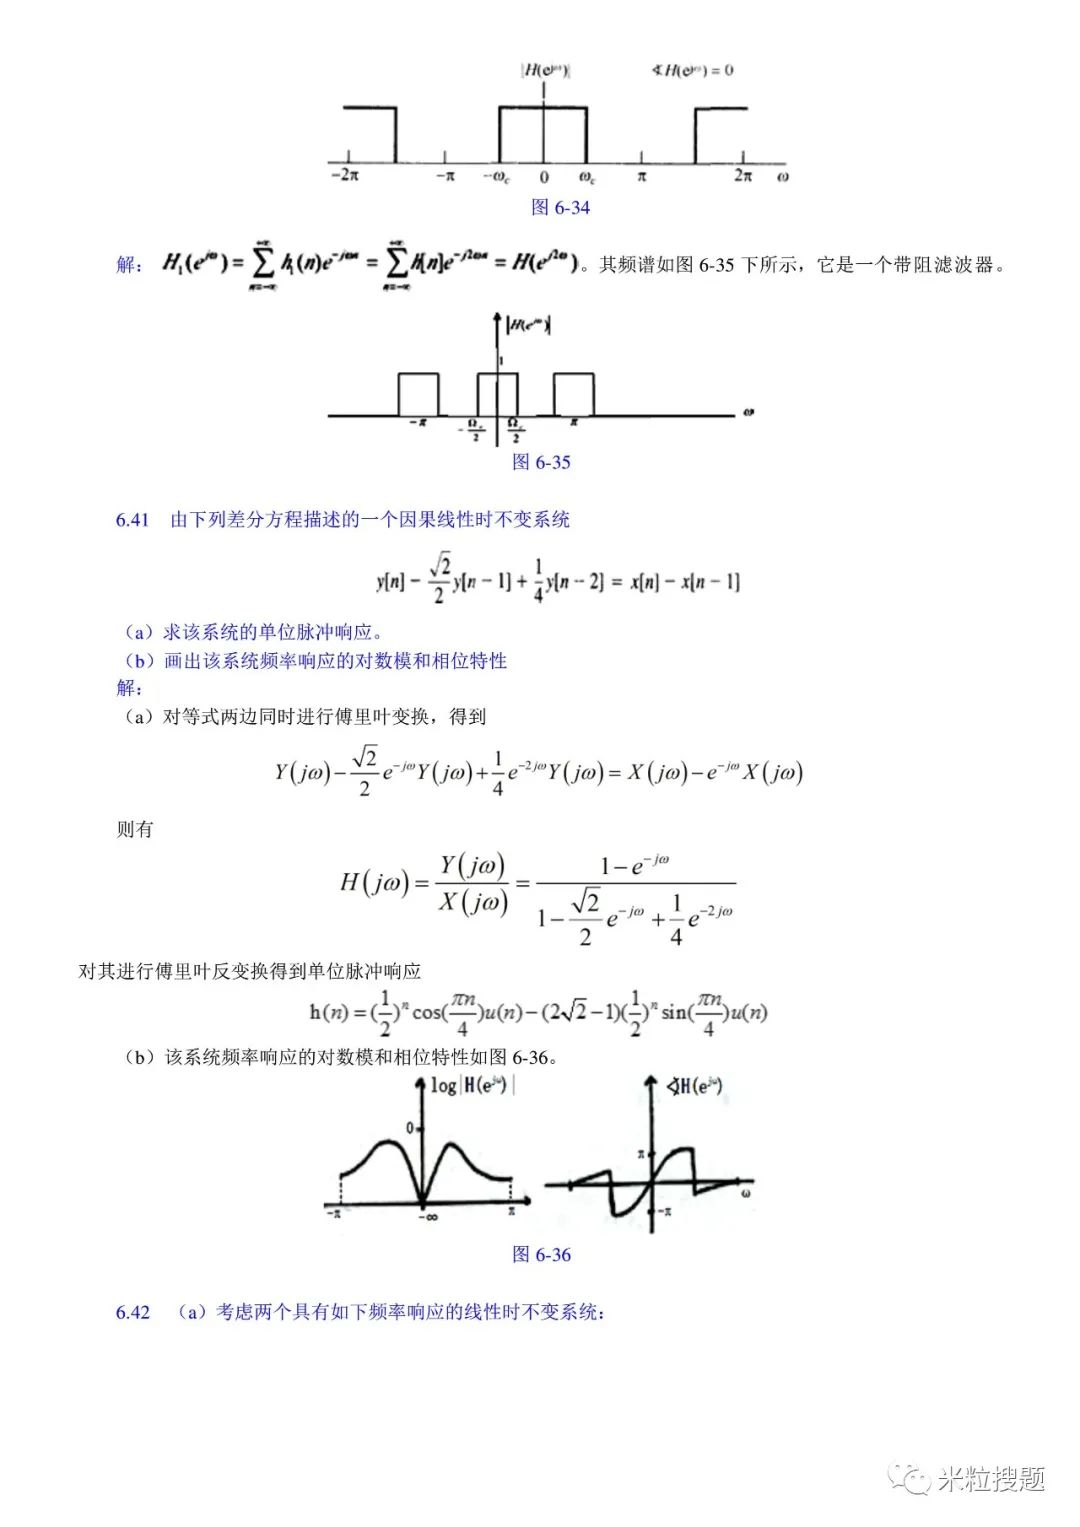 |H(e^{jω})| ∢H(e^{jω}) = 0
-2π -π -ω_c 0 ω_c π 2π ω
图 6-34
解: H₁(e^{jω}) = ∑_{n=-∞}^{+∞} h₁(n)e^{-jωn} = ∑_{n=-∞}^{+∞} h[n]e^{-j2ωn} = H(e^{j2ω})。其频谱如图 6-35 下所示，它是一个带阻滤波器。
|H(e^{jω})|
1
ω
-π -Ω_c/2 Ω_c/2 π
图 6-35
6.41 由下列差分方程描述的一个因果线性时不变系统
y[n] - (√2/2)y[n - 1] + (1/4)y[n - 2] = x[n] - x[n - 1]
（a）求该系统的单位脉冲响应。
（b）画出该系统频率响应的对数模和相位特性
解:
（a）对等式两边同时进行傅里叶变换，得到
Y(jω) - (√2/2)e^{-jω}Y(jω) + (1/4)e^{-2jω}Y(jω) = X(jω) - e^{-jω}X(jω)
则有
H(jω) = Y(jω)/X(jω) = (1 - e^{-jω})/(1 - (√2/2)e^{-jω} + (1/4)e^{-2jω})
对其进行傅里叶反变换得到单位脉冲响应
h(n) = (1/2)^n cos(πn/4)u(n) - (2√2 - 1)(1/2)^n sin(πn/4)u(n)
（b）该系统频率响应的对数模和相位特性如图 6-36。
log|H(e^{jω})| ∢H(e^{jω})
0 π
ω
-π -∞ π -π
图 6-36
6.42 （a）考虑两个具有如下频率响应的线性时不变系统:
米粒搜题